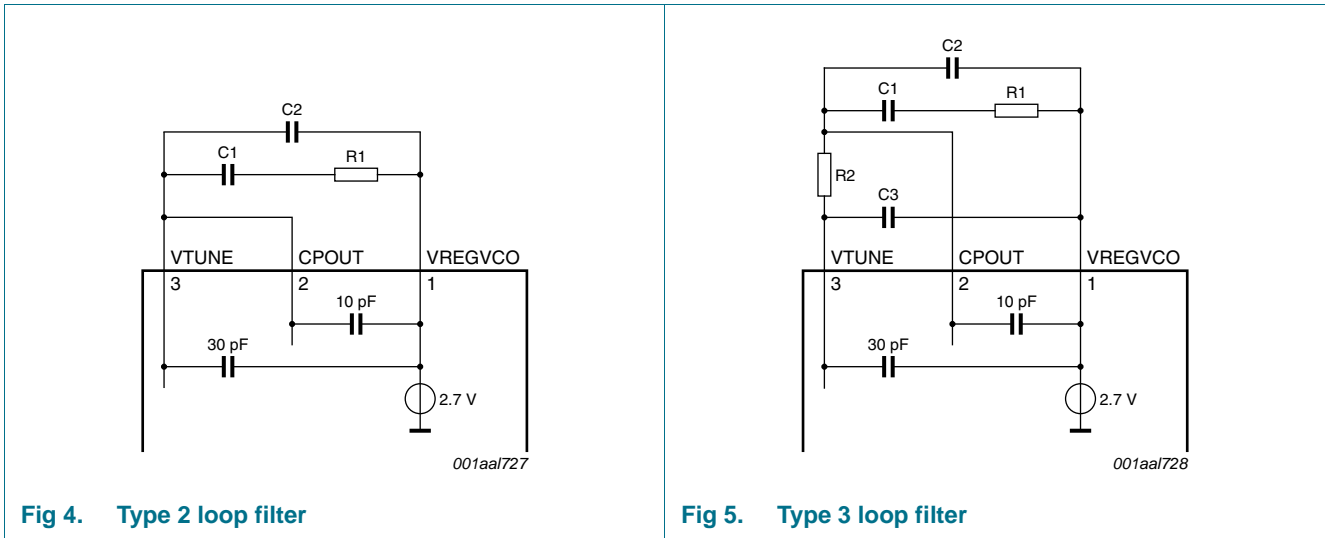 C2
C1
R1
VTUNE
CPOUT
VREGVCO
3
2
1
10 pF
30 pF
2.7 V
001aal727
Fig 4. Type 2 loop filter
C2
C1
R1
R2
C3
VTUNE
CPOUT
VREGVCO
3
2
1
10 pF
30 pF
2.7 V
001aal728
Fig 5. Type 3 loop filter